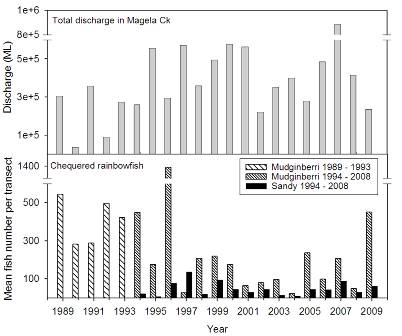 1e+6
Total discharge in Magela Ck
8e+5
5e+5
3e+5
1e+5
Discharge (ML)
1400
Chequered rainbowfish
Mudginberri 1989 - 1993
Mudginberri 1994 - 2008
Sandy 1994 - 2008
500
300
100
Mean fish number per transect
1989 1991 1993 1995 1997 1999 2001 2003 2005 2007 2009
Year